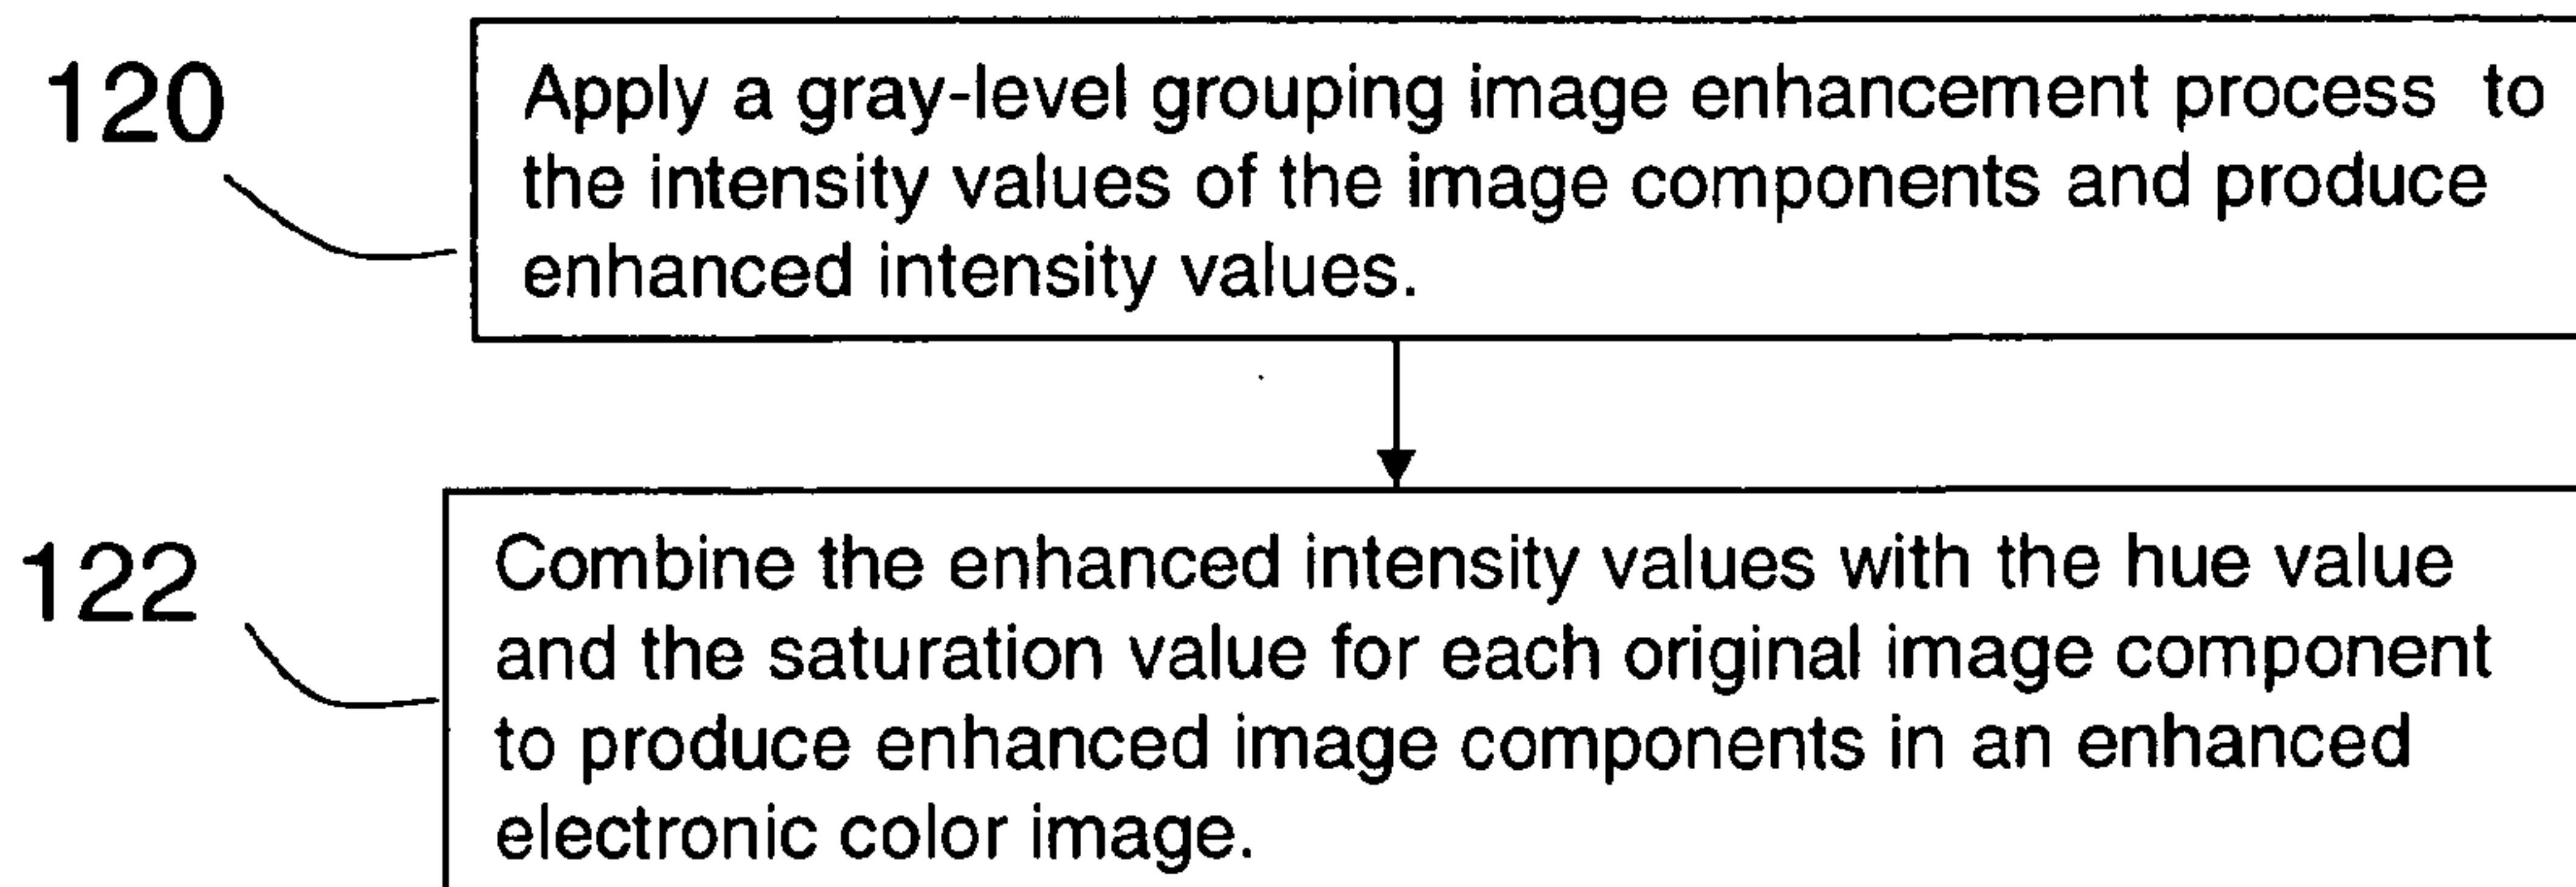 120
Apply a gray-level grouping image enhancement process to
the intensity values of the image components and produce
enhanced intensity values.
122
Combine the enhanced intensity values with the hue value
and the saturation value for each original image component
to produce enhanced image components in an enhanced
electronic color image.